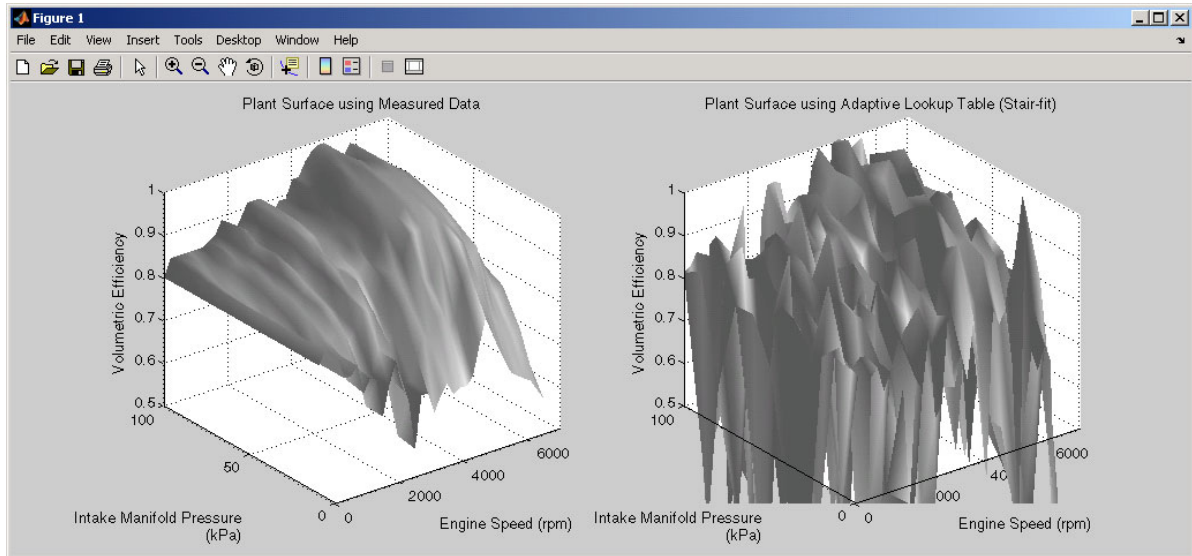 Figure 1
File Edit View Insert Tools Desktop Window Help
Plant Surface using Measured Data
1
0.9
0.8
0.7
0.6
0.5
Volumetric Efficiency
100
50
0
Intake Manifold Pressure
(kPa)
0
2000
4000
6000
Engine Speed (rpm)
Plant Surface using Adaptive Lookup Table (Stair-fit)
1
0.9
0.8
0.7
0.6
0.5
Volumetric Efficiency
100
0
Intake Manifold Pressure
(kPa)
0
000
40
6000
Engine Speed (rpm)